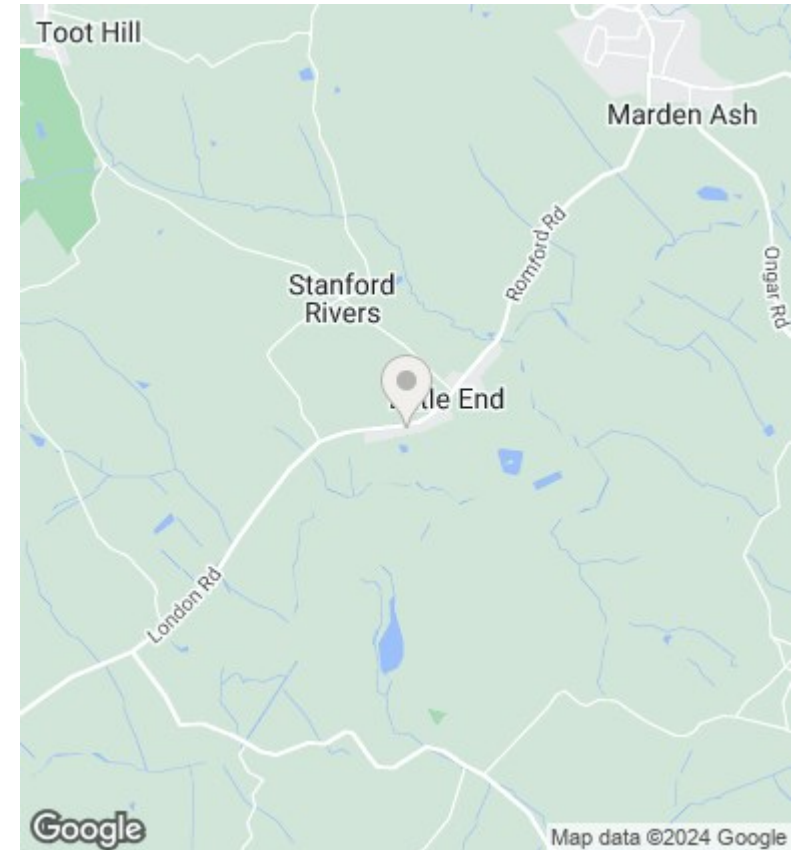 Toot Hill
Marden Ash
Romford Rd
Ongar Rd
Stanford
Rivers
End
London Rd
Google
Map data ©2024 Google